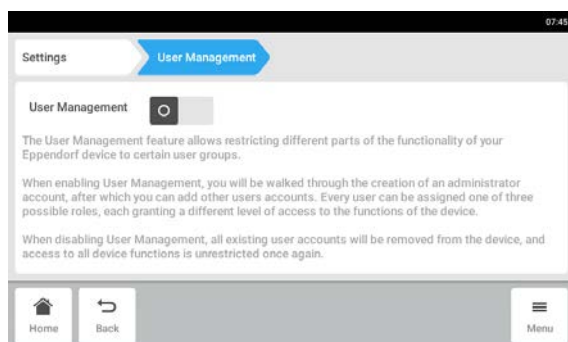 07:45
Settings
User Management
User Management
The User Management feature allows restricting different parts of the functionality of your
Eppendorf device to certain user groups.
When enabling User Management, you will be walked through the creation of an administrator
account, after which you can add other users accounts. Every user can be assigned one of three
possible roles, each granting a different level of access to the functions of the device.
When disabling User Management, all existing user accounts will be removed from the device, and
access to all device functions is unrestricted once again.
Home
Back
Menu